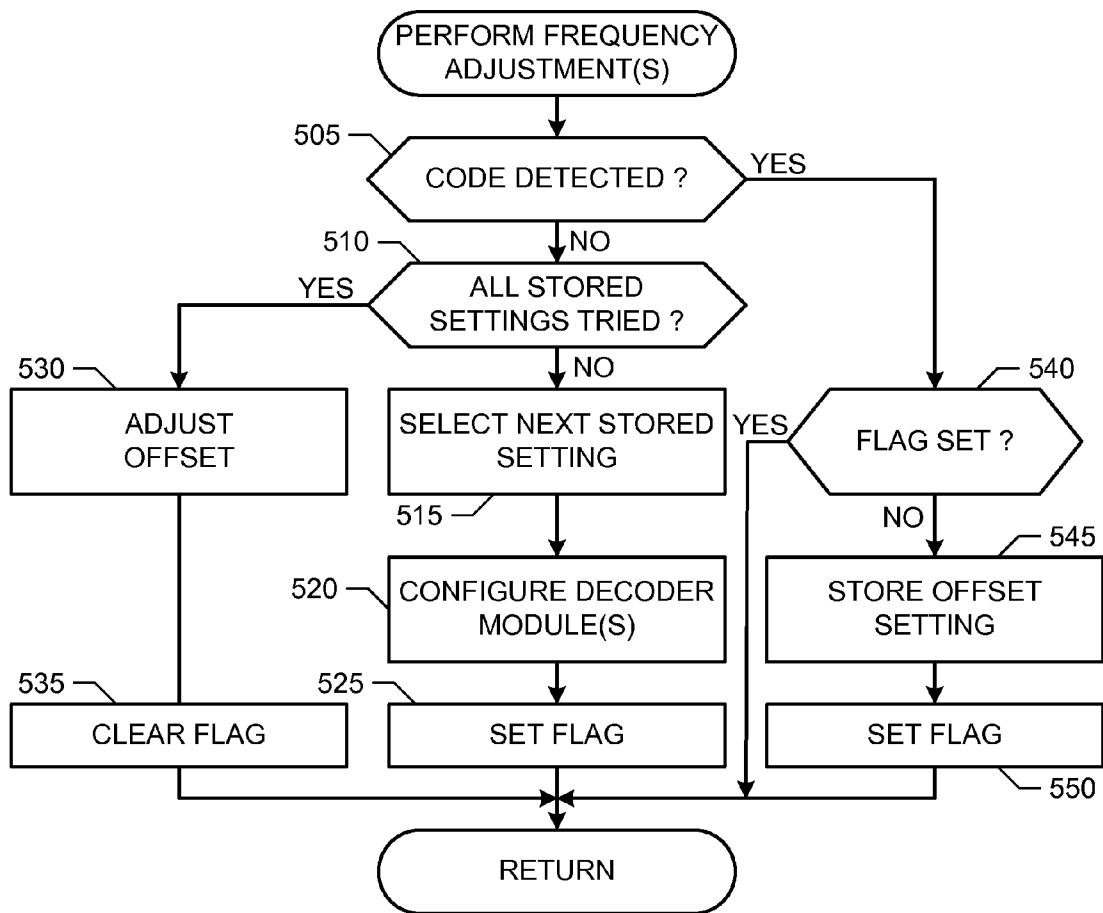 PERFORM FREQUENCY
ADJUSTMENT(S)
505
CODE DETECTED ?
YES
NO
510
ALL STORED
SETTINGS TRIED ?
YES
NO
530
ADJUST
OFFSET
SELECT NEXT STORED
SETTING
515
540
YES
FLAG SET ?
NO
520
CONFIGURE DECODER
MODULE(S)
545
STORE OFFSET
SETTING
535
CLEAR FLAG
525
SET FLAG
SET FLAG
550
RETURN